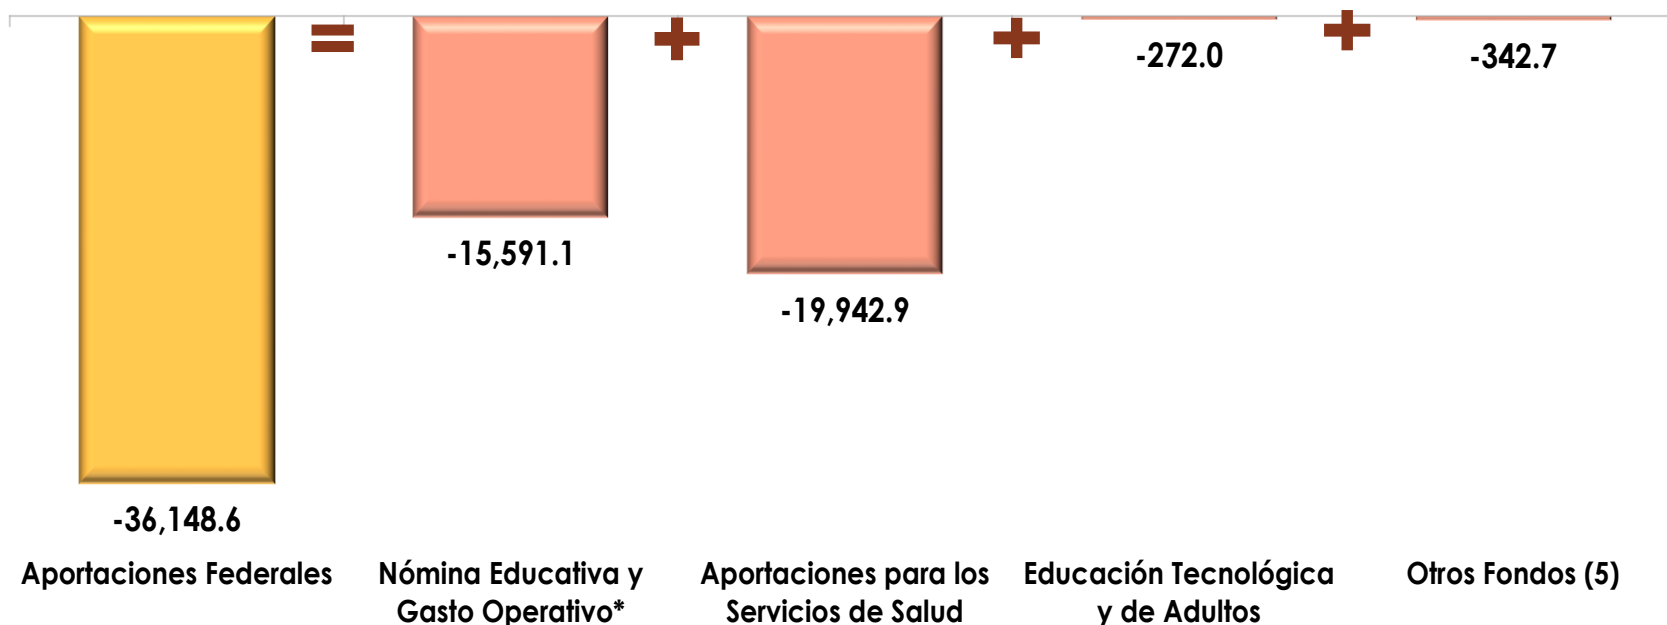 = + + +
-272.0
-342.7
-15,591.1
-19,942.9
-36,148.6
Aportaciones Federales
Nómina Educativa y
Gasto Operativo*
Aportaciones para los
Servicios de Salud
Educación Tecnológica
y de Adultos
Otros Fondos (5)